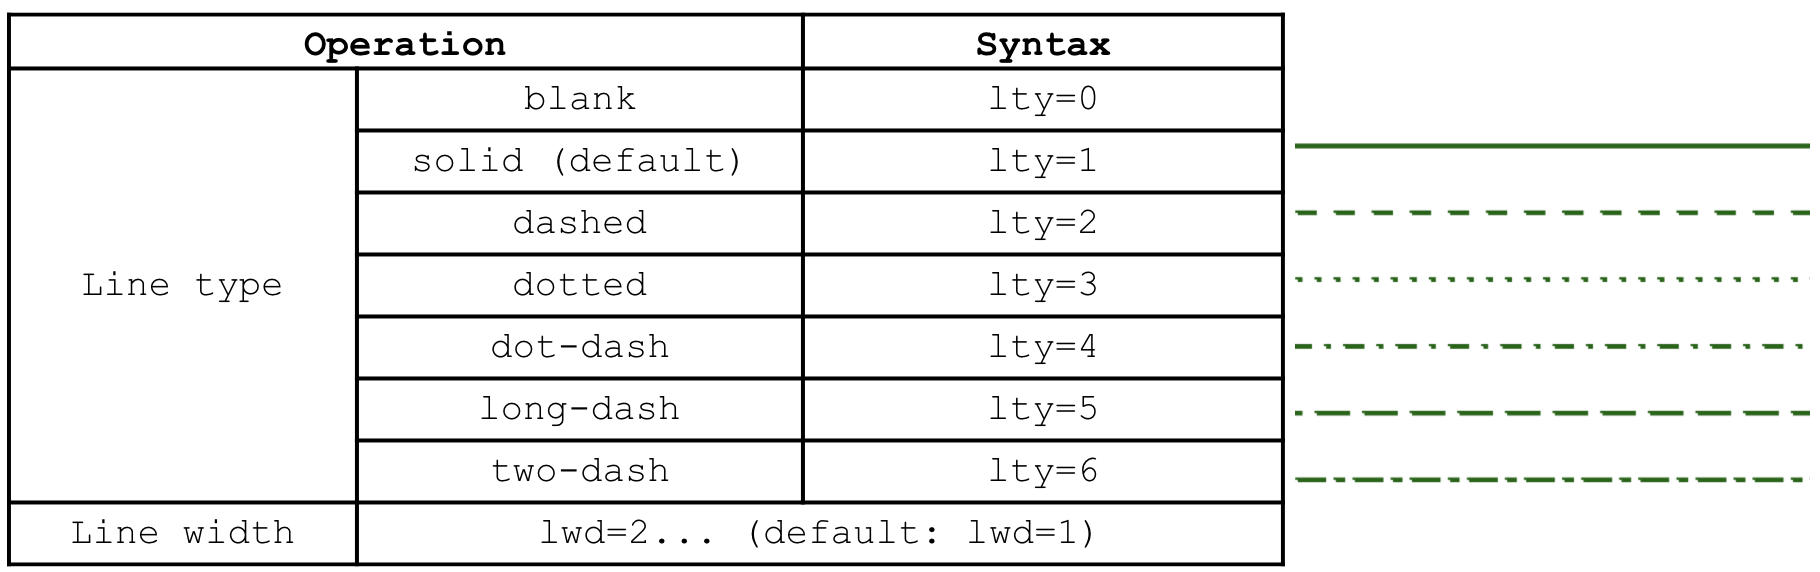 Operation Syntax
blank lty=0
solid (default) lty=1
dashed lty=2
Line type dotted lty=3
dot-dash lty=4
long-dash lty=5
two-dash lty=6
Line width lwd=2... (default: lwd=1)